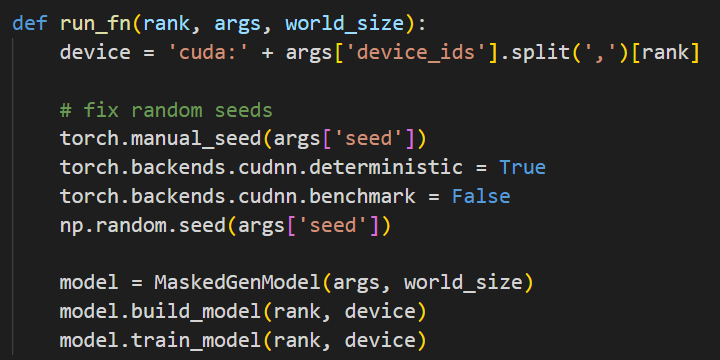 def run_fn(rank, args, world_size):
    device = 'cuda:' + args['device_ids'].split(',')[rank]

    # fix random seeds
    torch.manual_seed(args['seed'])
    torch.backends.cudnn.deterministic = True
    torch.backends.cudnn.benchmark = False
    np.random.seed(args['seed'])

    model = MaskedGenModel(args, world_size)
    model.build_model(rank, device)
    model.train_model(rank, device)